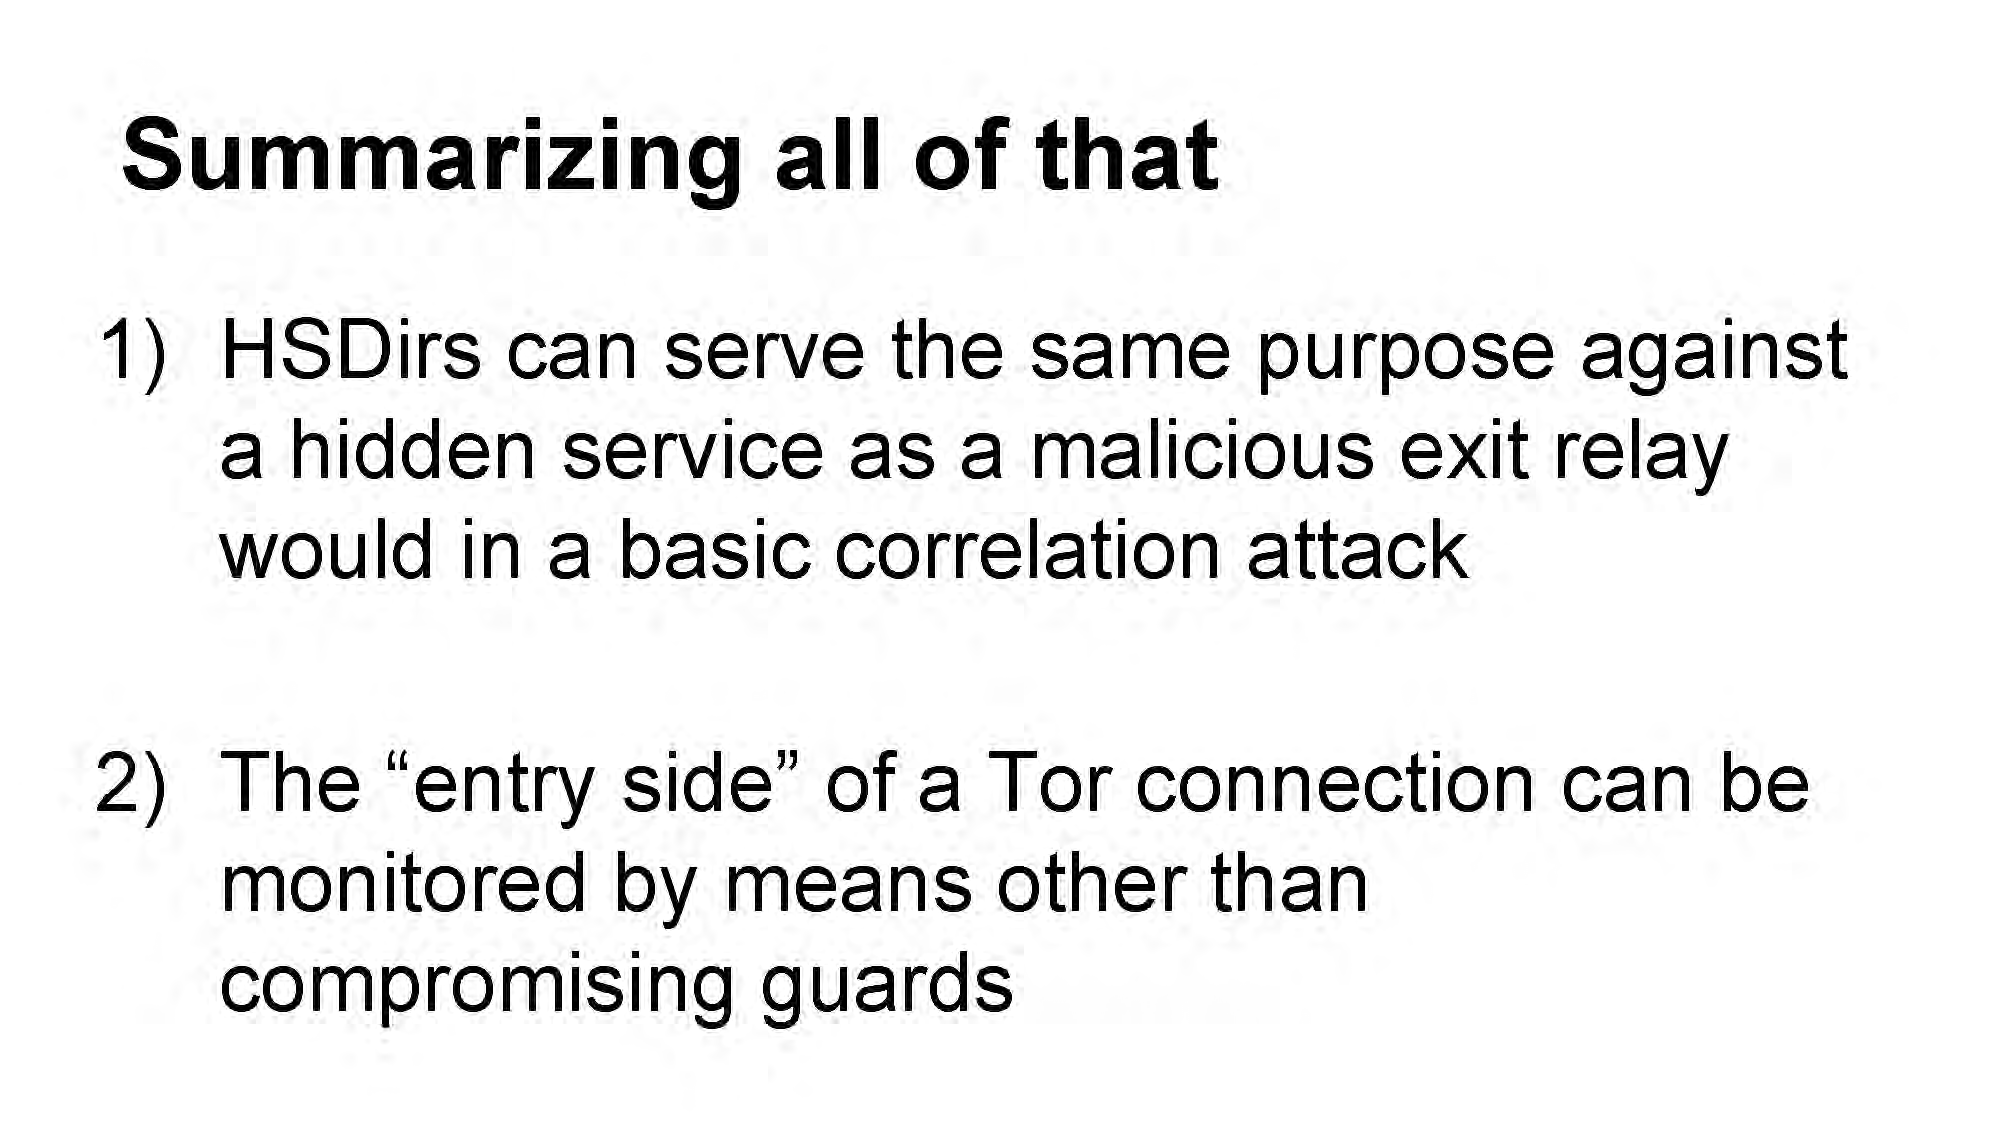 Summarizing all of that
1) HSDirs can serve the same purpose against
a hidden service as a malicious exit relay
would in a basic correlation attack
2) The “entry side” of a Tor connection can be
monitored by means other than
compromising guards